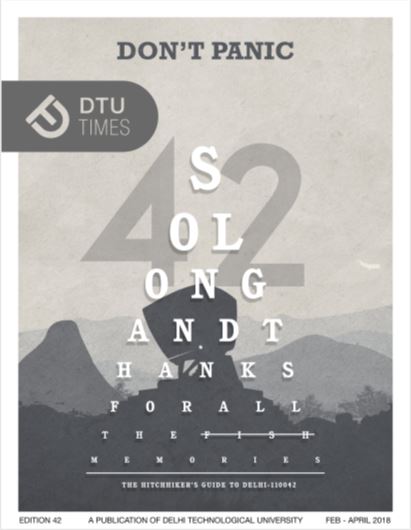 DON'T PANIC
DTU
TIMES
42
S
OL
ONG
ANDT
HANKS
FORALL
THE FISH
MEMORIES
THE HITCHHIKER'S GUIDE TO DELHI-110042
EDITION 42 A PUBLICATION OF DELHI TECHNOLOGICAL UNIVERSITY FEB - APRIL 2018